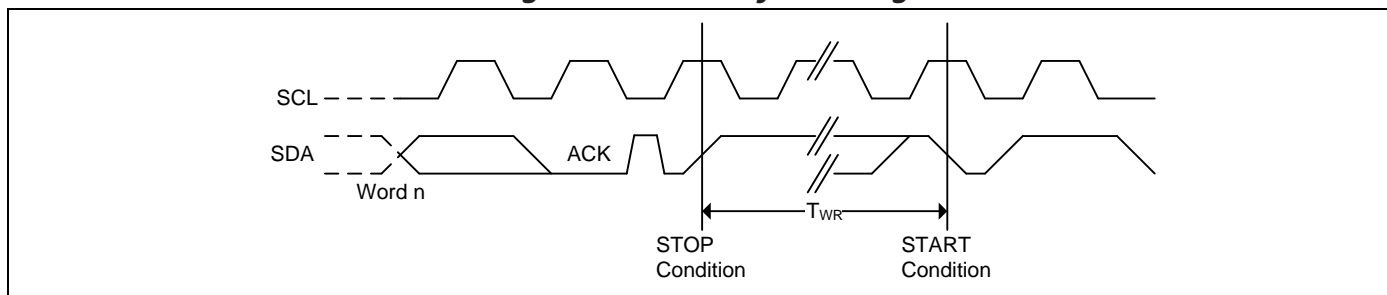 SCL
SDA
ACK
Word n
TWR
STOP
Condition
START
Condition